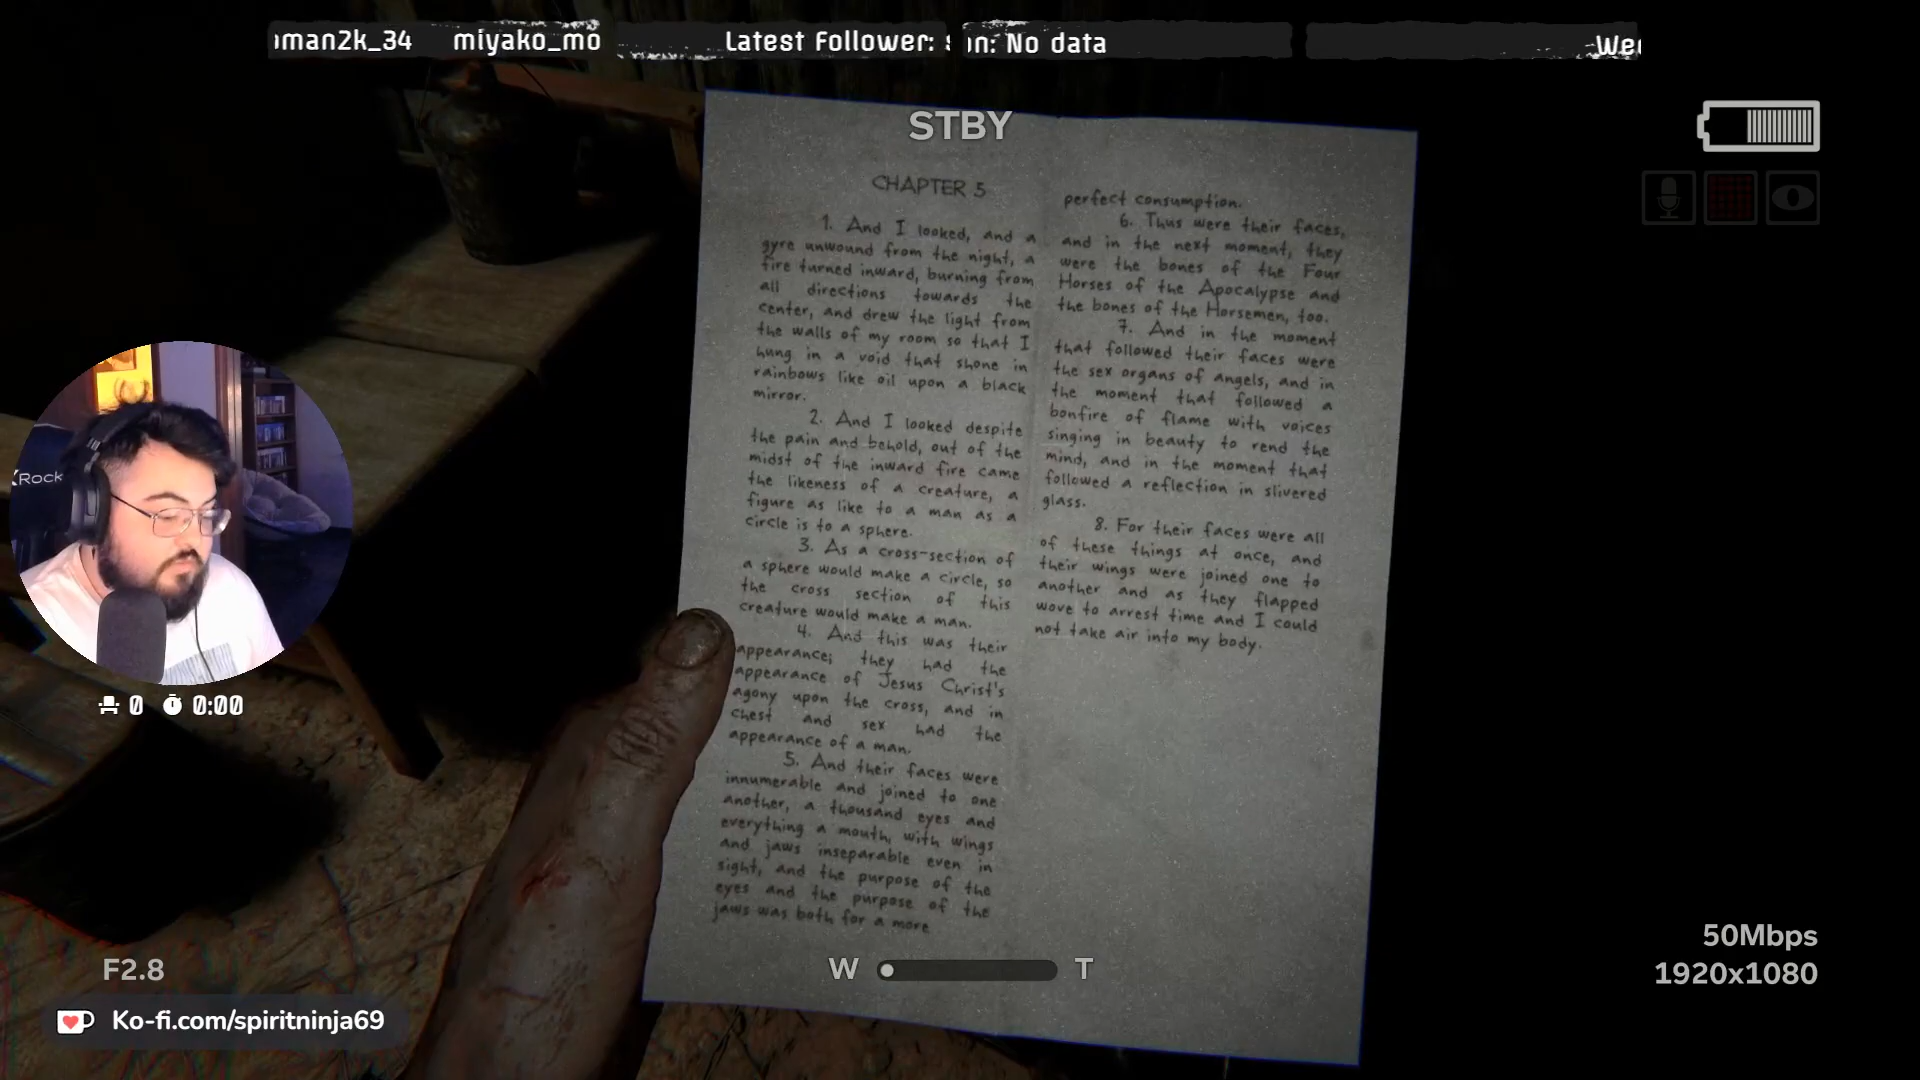 man2k_34 miyako_mo
Latest Follower:
n: No data
We
STBY
CHAPTER 5
1. And I looked, and a
gyre unwound from the night, a
fire turned inward, burning from
all directions towards the
center, and drew the light from
the walls of my room so that I
hung in a void that shone in
rainbows like oil upon a black
mirror.
2. And I looked despite
the pain and behold, out of the
midst of the inward fire came
the likeness of a creature, a
figure as like to a man as a
circle is to a sphere.
3. As a cross-section of
a sphere would make a circle, so
the cross section of this
creature would make a man.
4. And this was their
appearance; they had the
appearance of Jesus Christ's
agony upon the cross, and in
chest and sex had the
appearance of a man.
5. And their faces were
innumerable and joined to one
another, a thousand eyes and
everything a mouth, with wings
and jaws inseparable even in
sight, and the purpose of the
eyes and the purpose of the
jaws was both for a more
perfect consumption.
6. Thus were their faces,
and in the next moment, they
were the bones of the Four
Horses of the Apocalypse and
the bones of the Horsemen, too.
7. And in the moment
that followed their faces were
the sex organs of angels, and in
the moment that followed a
bonfire of flame with voices
singing in beauty to rend the
mind, and in the moment that
followed a reflection in slivered
glass.
8. For their faces were all
of these things at once, and
their wings were joined one to
another and as they flapped
wove to arrest time and I could
not take air into my body.
Rock
0 0:00
F2.8
Ko-fi.com/spiritninja69
W T
50Mbps
1920x1080